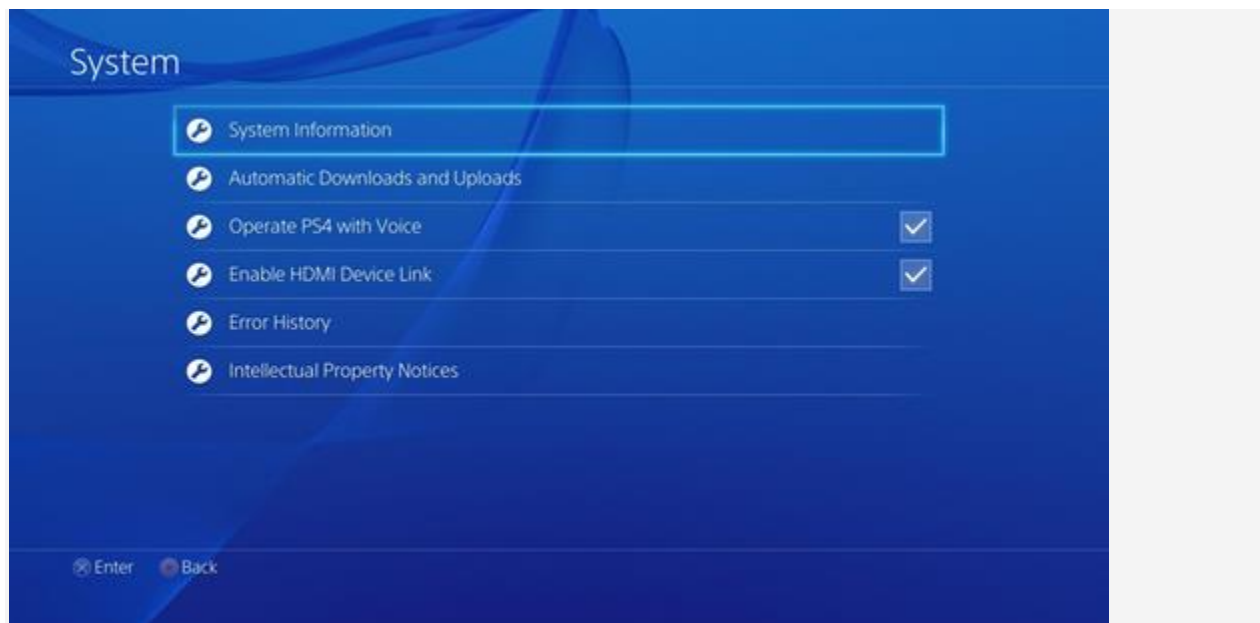 System
System Information
Automatic Downloads and Uploads
Operate PS4 with Voice
Enable HDMI Device Link
Error History
Intellectual Property Notices
Enter Back